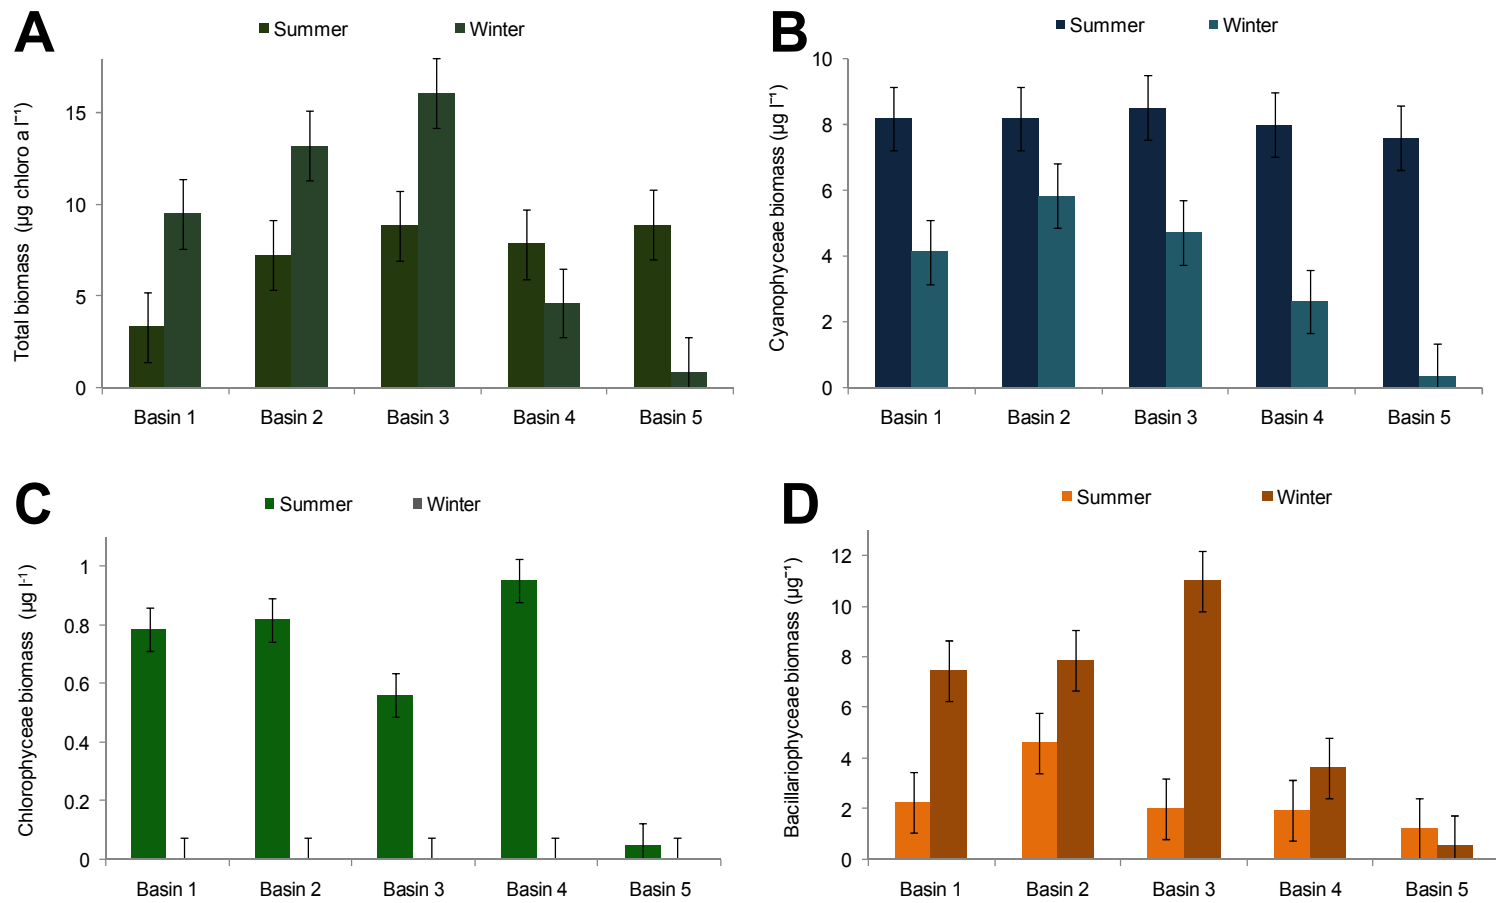 A
Summer Winter
Total biomass (µg chloro a l⁻¹)
15
10
5
0
Basin 1 Basin 2 Basin 3 Basin 4 Basin 5
B
Summer Winter
Cyanophyceae biomass (µg l⁻¹)
10
8
6
4
2
0
Basin 1 Basin 2 Basin 3 Basin 4 Basin 5
C
Summer Winter
Chlorophyceae biomass (µg l⁻¹)
1
0.8
0.6
0.4
0.2
0
Basin 1 Basin 2 Basin 3 Basin 4 Basin 5
D
Summer Winter
Bacillariophyceae biomass (µg⁻¹)
12
10
8
6
4
2
0
Basin 1 Basin 2 Basin 3 Basin 4 Basin 5